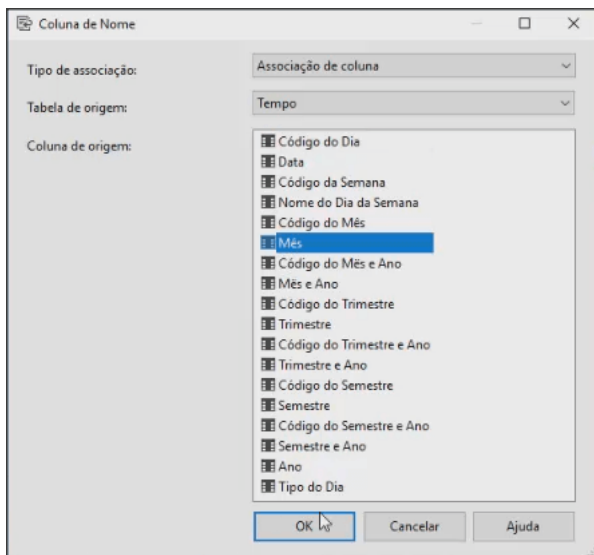 Coluna de Nome
Tipo de associação:
Associação de coluna
Tabela de origem:
Tempo
Coluna de origem:
Código do Dia
Data
Código da Semana
Nome do Dia da Semana
Código do Mês
Mês
Código do Mês e Ano
Mês e Ano
Código do Trimestre
Trimestre
Código do Trimestre e Ano
Trimestre e Ano
Código do Semestre
Semestre
Código do Semestre e Ano
Semestre e Ano
Ano
Tipo do Dia
OK
Cancelar
Ajuda